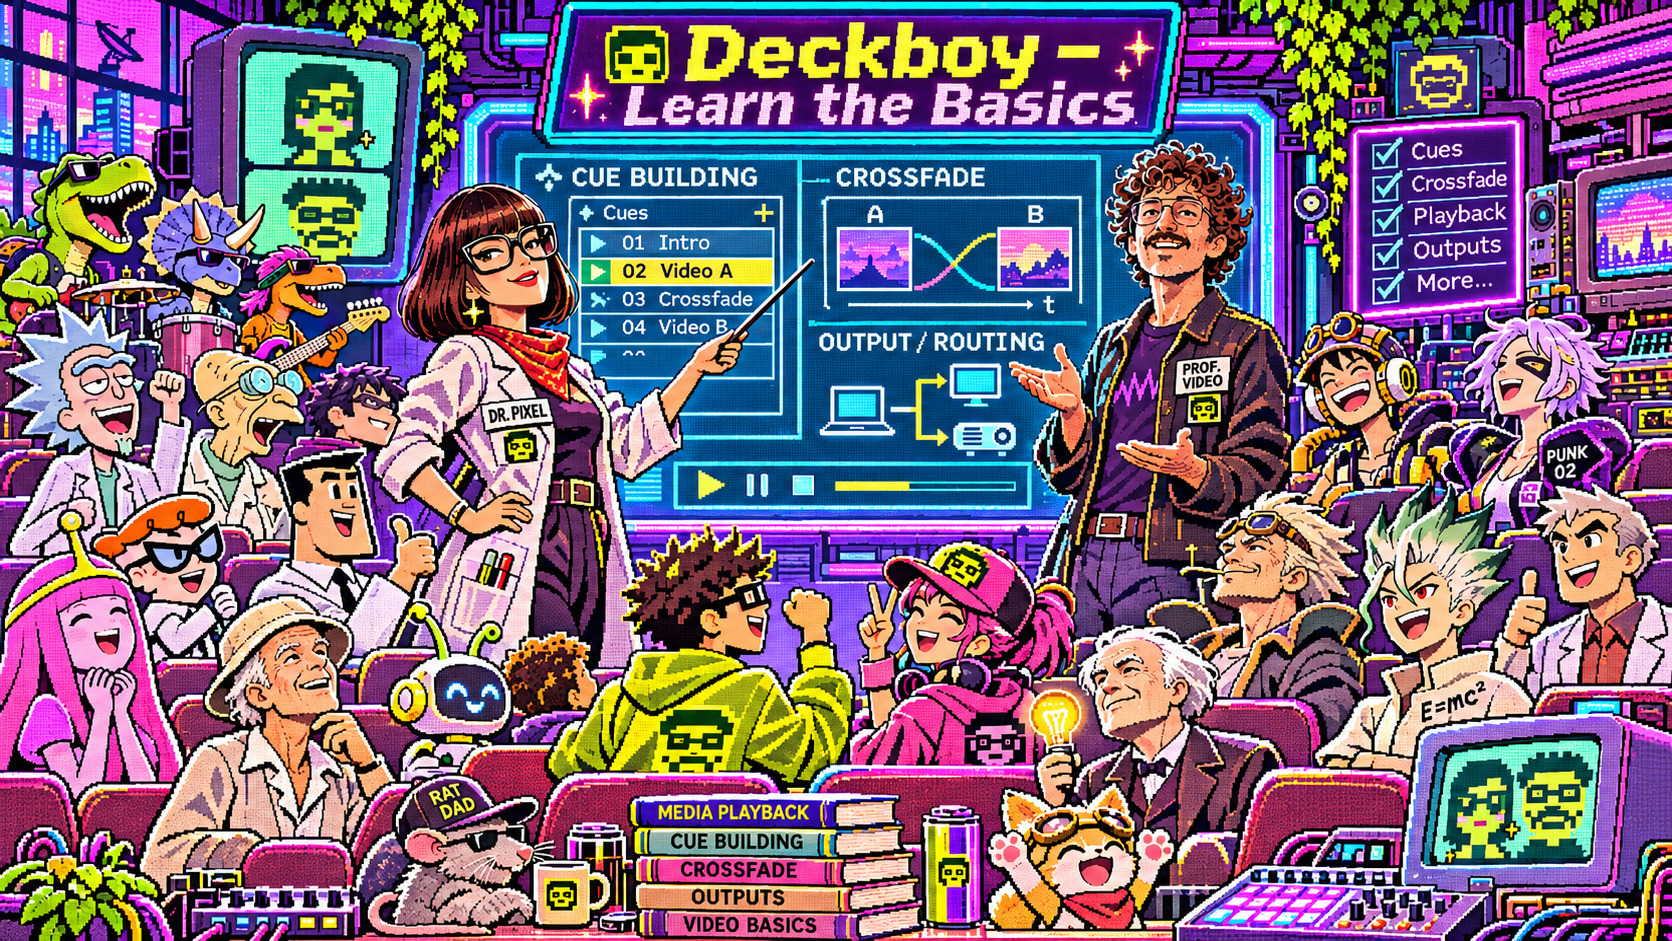 Deckboy –
Learn the Basics
CUE BUILDING
Cues
01 Intro
02 Video A
03 Crossfade
04 Video B
CROSSFADE
A
B
t
OUTPUT / ROUTING
Cues
Crossfade
Playback
Outputs
More...
DR. PIXEL
PROF.
VIDEO
PUNK
02
E=MC²
RAT
DAD
MEDIA PLAYBACK
CUE BUILDING
CROSSFADE
OUTPUTS
VIDEO BASICS